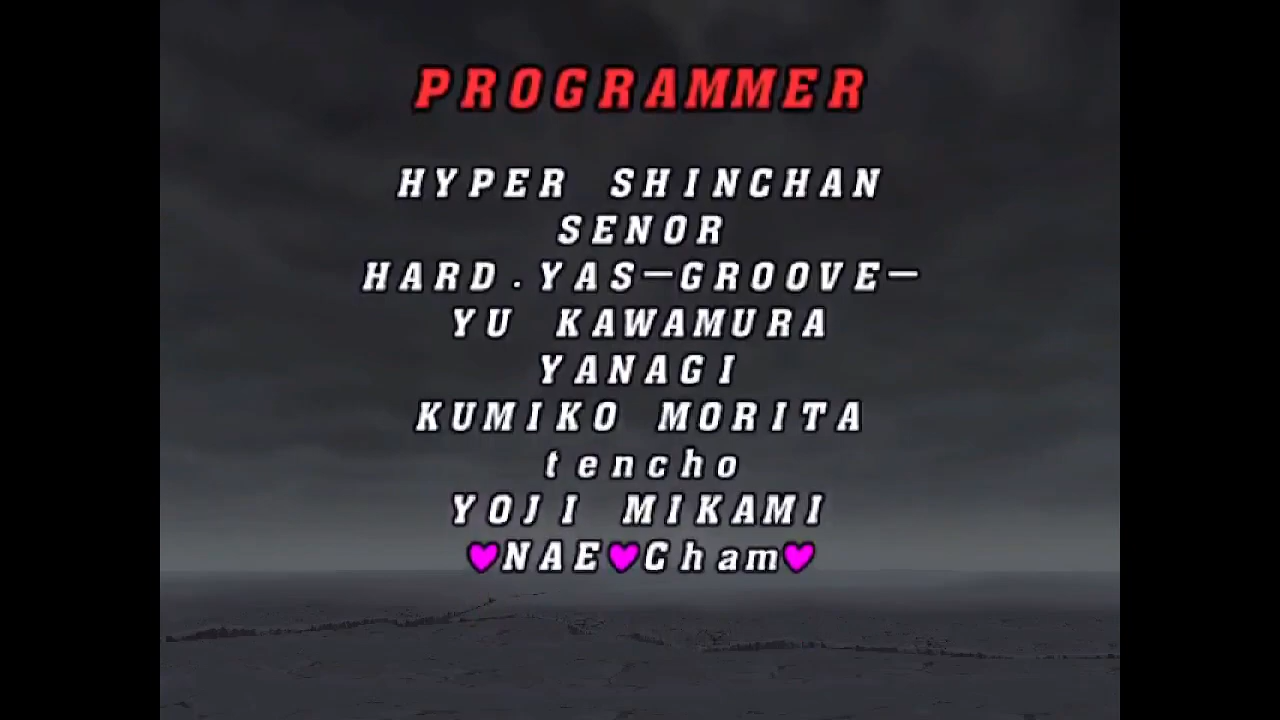 PROGRAMMER
HYPER SHINCHAN
SENOR
HARD.YAS—GROOVE—
YU KAWAMURA
YANAGI
KUMIKO MORITA
tencho
YOJI MIKAMI
♥NAE♥Cham♥